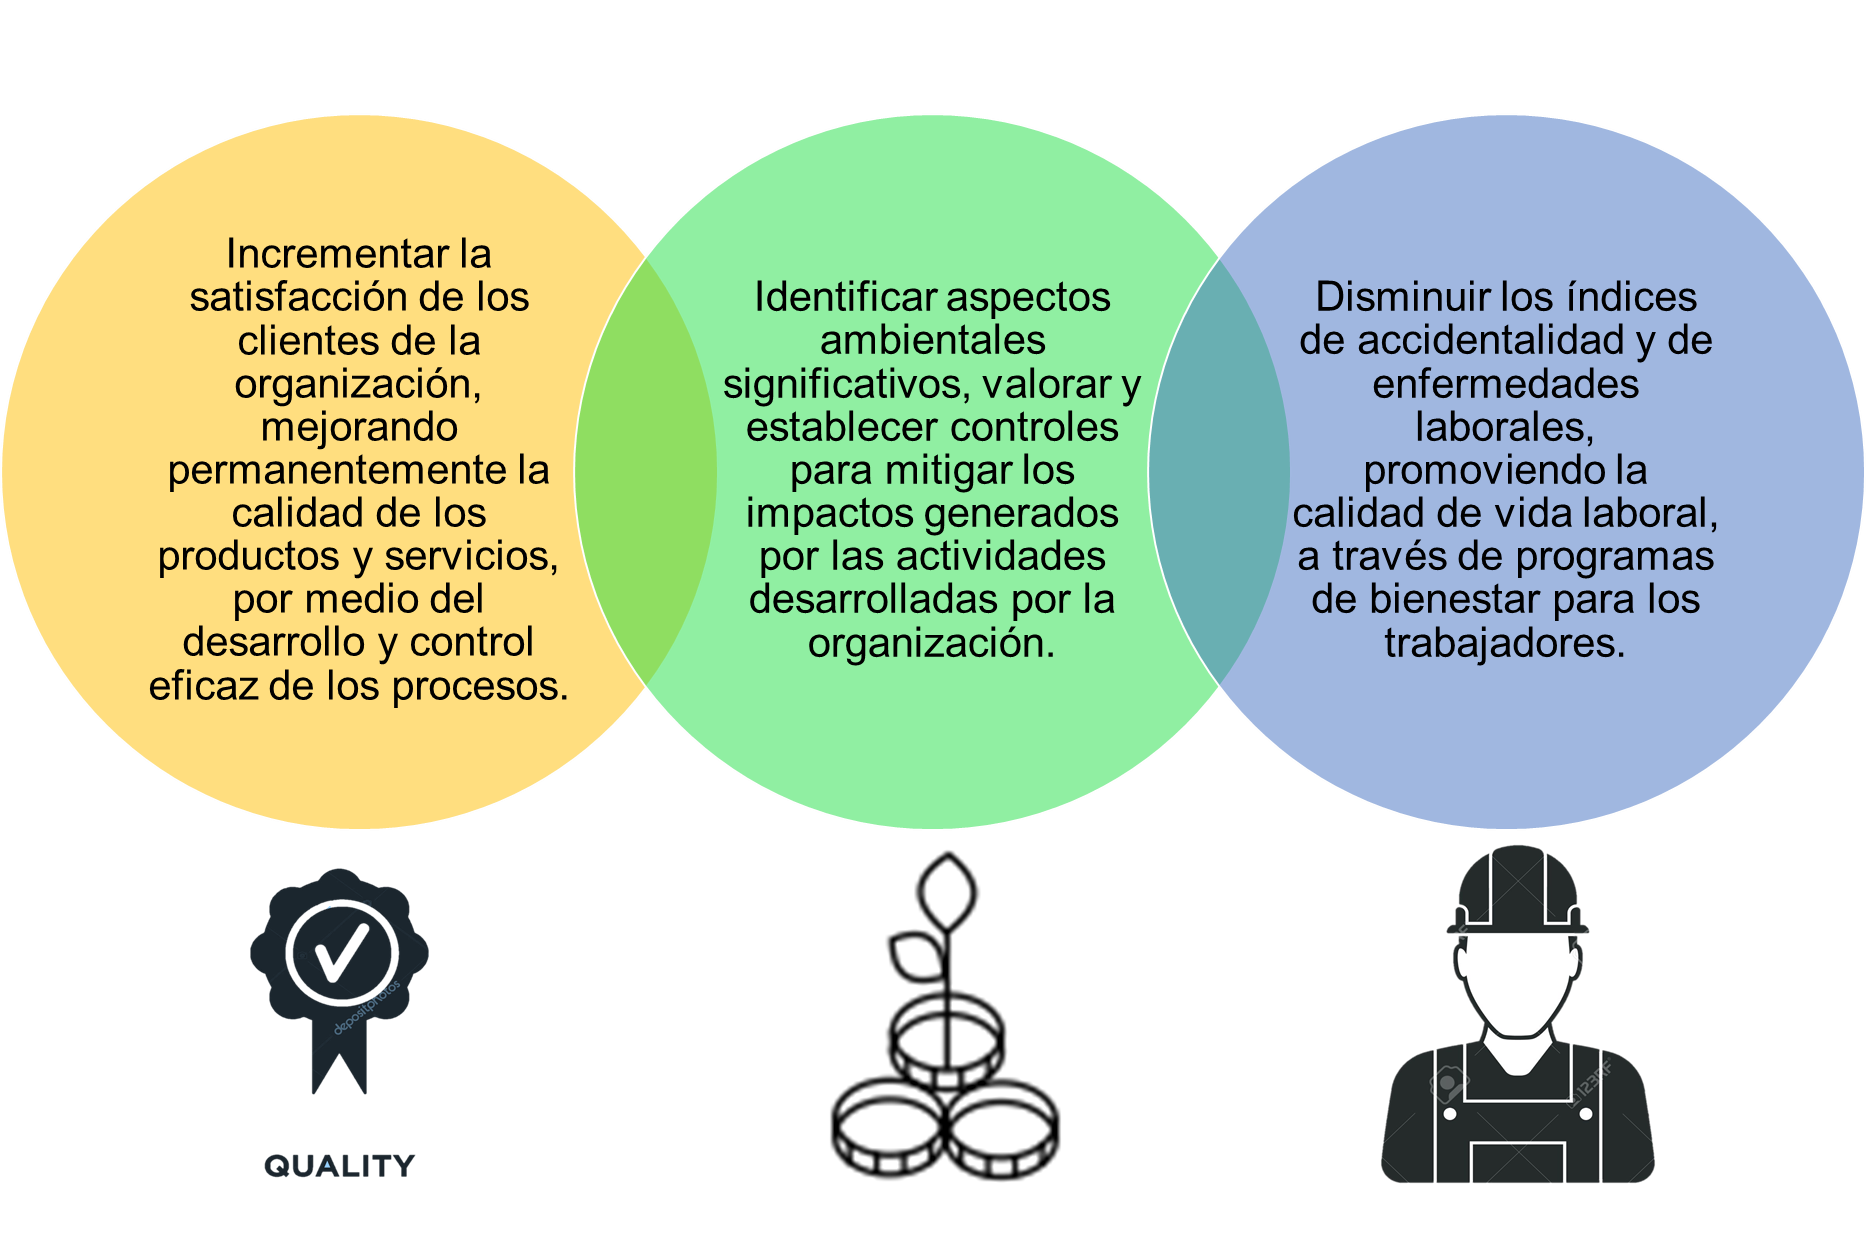 Incrementar la
satisfacción de los
clientes de la
organización,
mejorando
permanentemente la
calidad de los
productos y servicios,
por medio del
desarrollo y control
eficaz de los procesos.
Identificar aspectos
ambientales
significativos, valorar y
establecer controles
para mitigar los
impactos generados
por las actividades
desarrolladas por la
organización.
Disminuir los índices
de accidentalidad y de
enfermedades
laborales,
promoviendo la
calidad de vida laboral,
a través de programas
de bienestar para los
trabajadores.
depositphotos
QUALITY
123RF